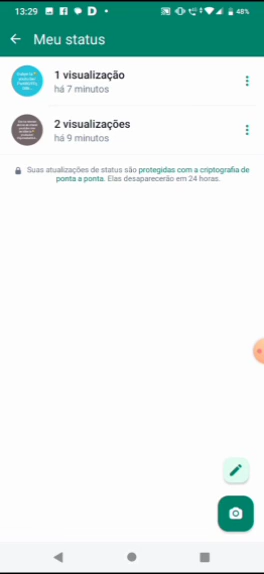 13:29
48%
Meu status
1 visualização
há 7 minutos
2 visualizações
há 9 minutos
Suas atualizações de status são protegidas com a criptografia de
ponta a ponta. Elas desaparecerão em 24 horas.